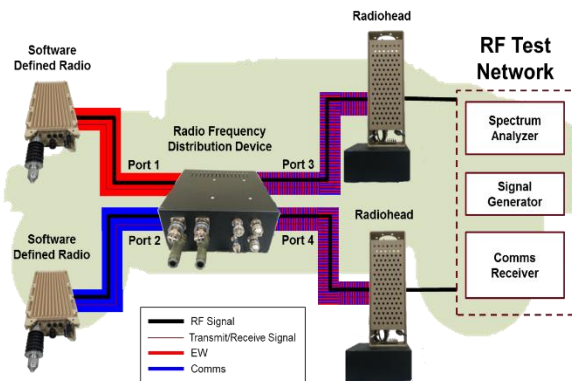 Radiohead
Software
Defined Radio
RF Test
Network
Spectrum
Analyzer
Radio Frequency
Distribution Device
Port 1
Port 3
Signal
Generator
Radiohead
Port 2
Port 4
Software
Defined Radio
Comms
Receiver
RF Signal
Transmit/Receive Signal
EW
Comms